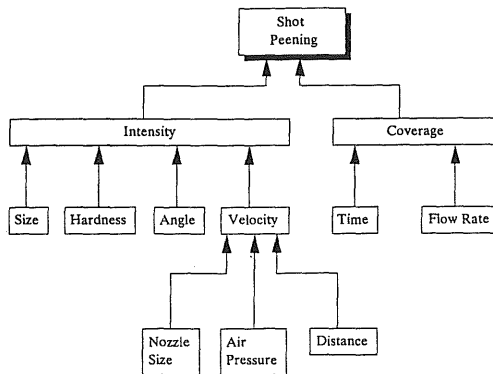 Shot
Peening
Intensity
Coverage
Size
Hardness
Angle
Velocity
Time
Flow Rate
Nozzle
Size
Air
Pressure
Distance